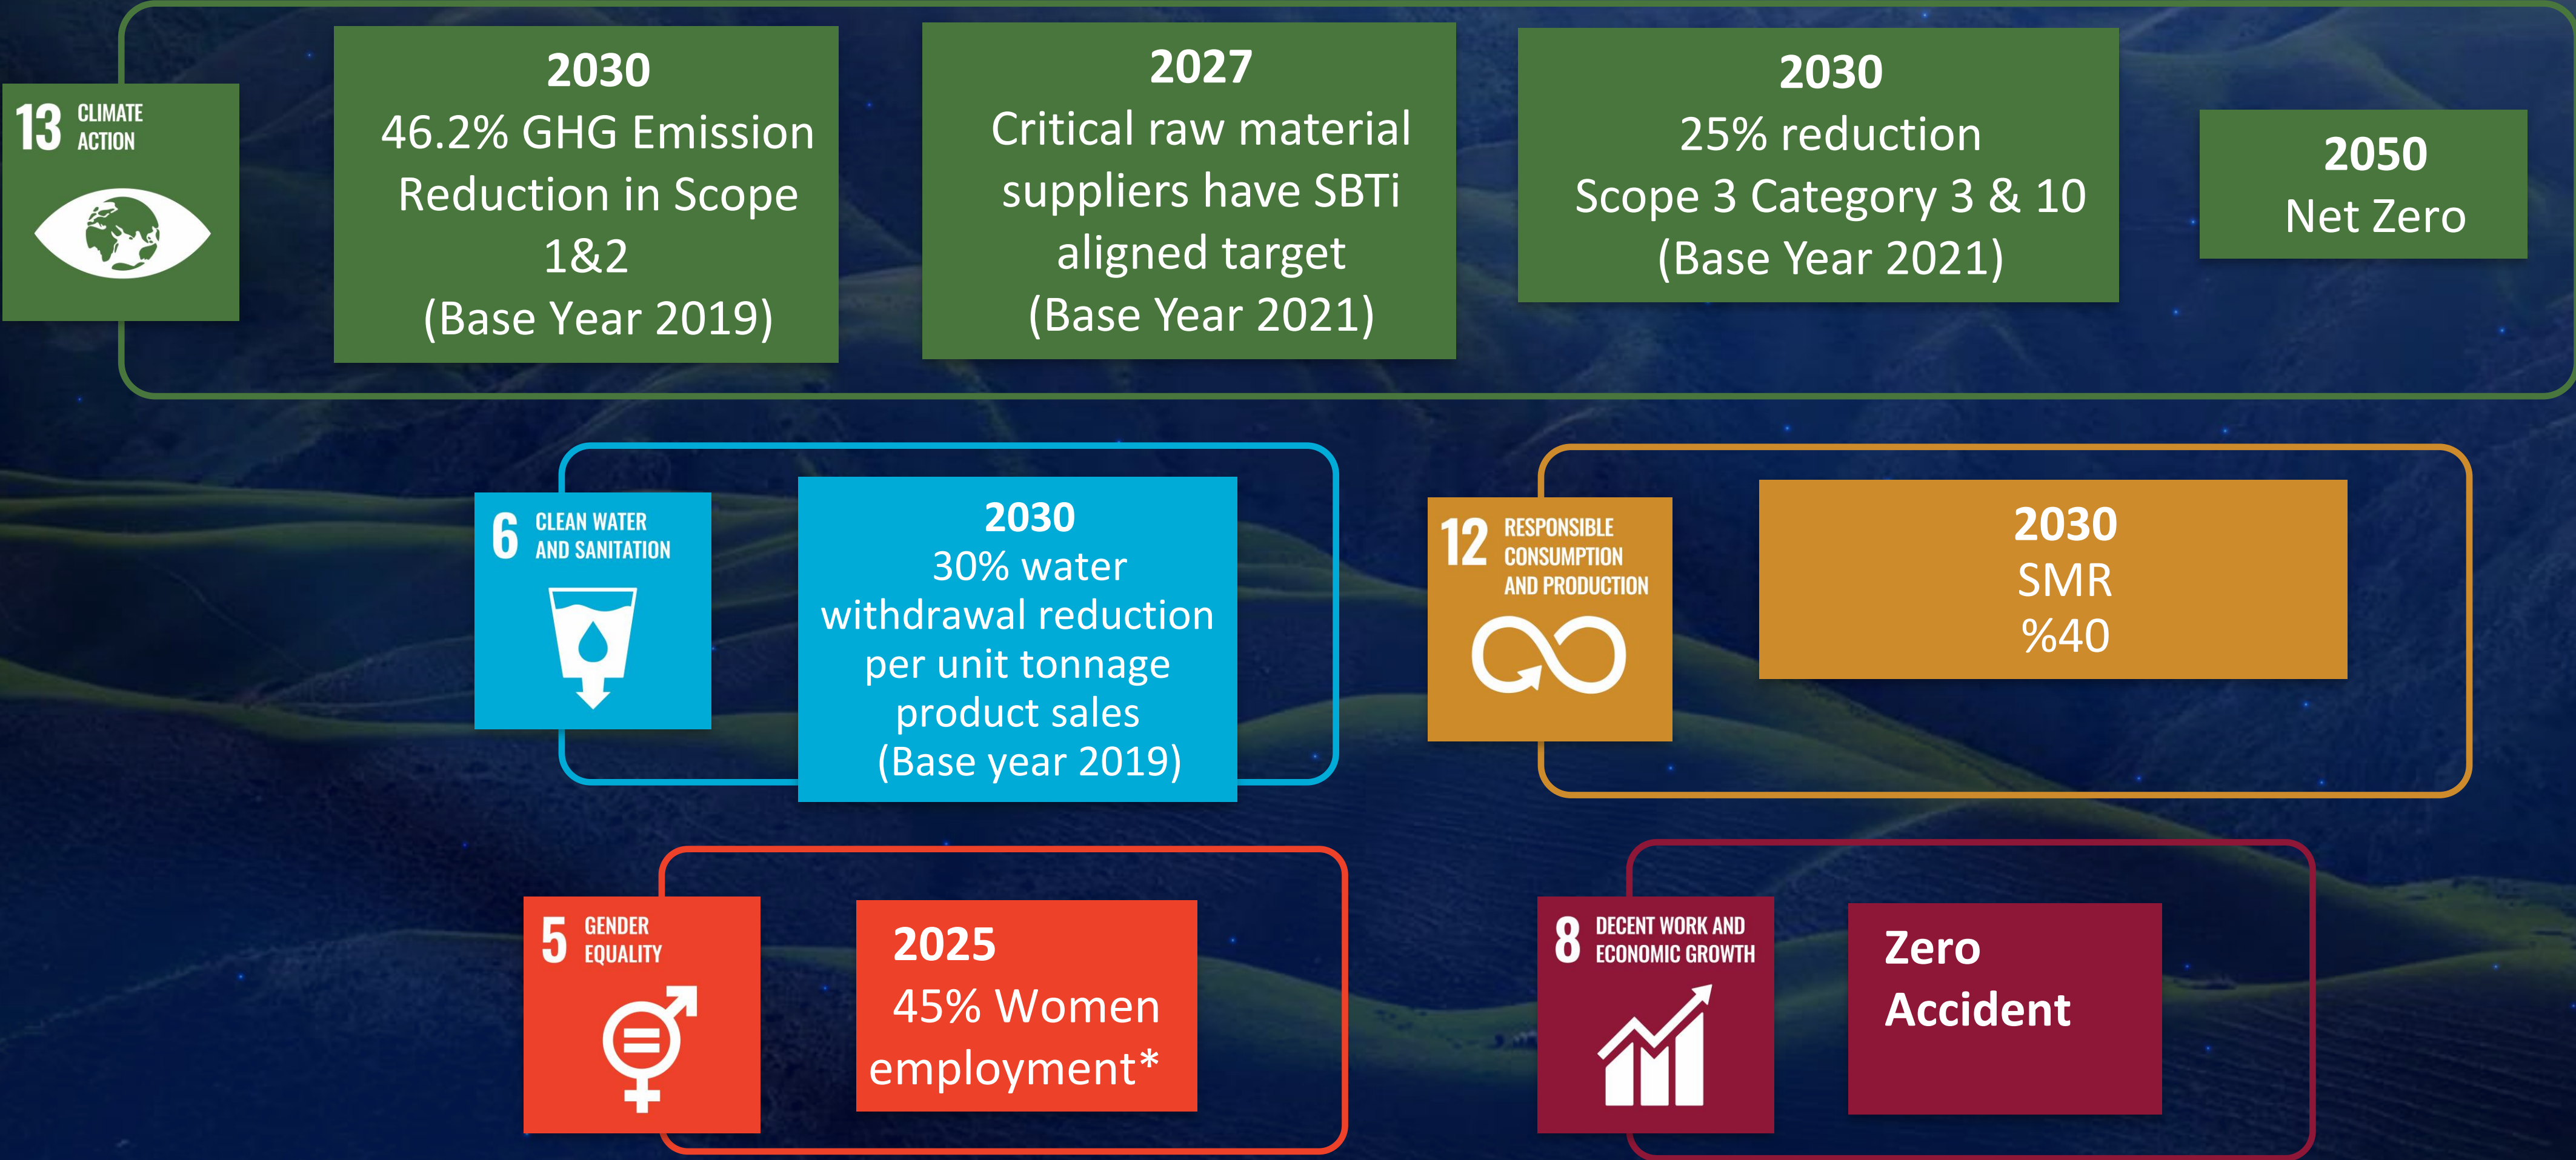 13 CLIMATE
ACTION
2030
46.2% GHG Emission
Reduction in Scope
1&2
(Base Year 2019)
2027
Critical raw material
suppliers have SBTi
aligned target
(Base Year 2021)
2030
25% reduction
Scope 3 Category 3 & 10
(Base Year 2021)
2050
Net Zero
6 CLEAN WATER
AND SANITATION
2030
30% water
withdrawal reduction
per unit tonnage
product sales
(Base year 2019)
12 RESPONSIBLE
CONSUMPTION
AND PRODUCTION
2030
SMR
%40
5 GENDER
EQUALITY
2025
45% Women
employment*
8 DECENT WORK AND
ECONOMIC GROWTH
Zero
Accident